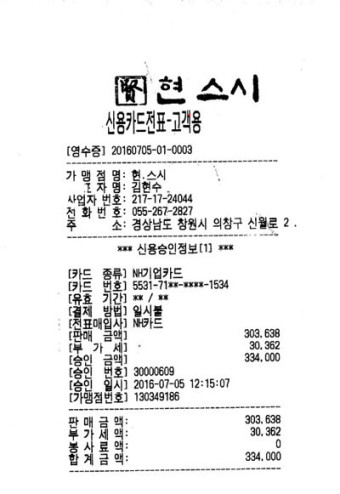 賢 현 스시
신용카드전표-고객용
[영수증] 20160705-01-0003
가 맹 점 명: 현.스시
표 자 명: 김현수
사업자 번호: 217-17-24044
전 화 번 호: 055-267-2827
주 소: 경상남도 창원시 의창구 신월로 2 .
*** 신용승인정보[1] ***
[카드 종류] NH기업카드
[카드 번호] 5531-71**-****-1534
[유효 기간] ** / **
[결제 방법] 일시불
[전표매입사] NH카드
[판매 금액] 303,638
[부 가 세] 30,362
[승인 금액] 334,000
[승인 번호] 30000609
[승인 일시] 2016-07-05 12:15:07
[가맹점번호] 130349186
판 매 금 액: 303,638
부 가 세 액: 30,362
봉 사 료 액: 0
합 계 금 액: 334,000